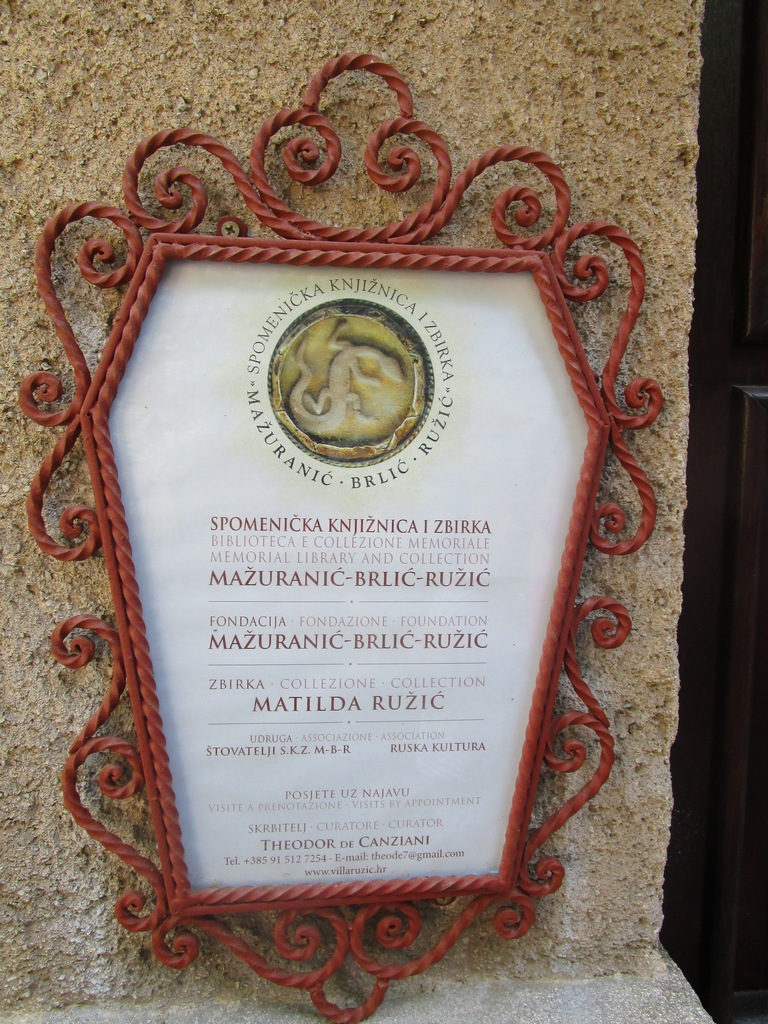 « SPOMENIČKA KNJIŽNICA I ZBIRKA »
MAŽURANIĆ · BRLIĆ · RUŽIĆ
SPOMENIČKA KNJIŽNICA I ZBIRKA
BIBLIOTECA E COLLEZIONE MEMORIALE
MEMORIAL LIBRARY AND COLLECTION
MAŽURANIĆ-BRLIĆ-RUŽIĆ
FONDACIJA · FONDAZIONE · FOUNDATION
MAŽURANIĆ-BRLIĆ-RUŽIĆ
ZBIRKA · COLLEZIONE · COLLECTION
MATILDA RUŽIĆ
UDRUGA · ASSOCIAZIONE · ASSOCIATION
ŠTOVATELJI S.K.Z. M-B-R RUSKA KULTURA
POSJETE UZ NAJAVU
VISITE A PRENOTAZIONE · VISITS BY APPOINTMENT
SKRBITELJ · CURATORE · CURATOR
THEODOR DE CANZIANI
Tel. +385 91 512 7254 · E-mail: theode7@gmail.com
www.villaruzic.hr